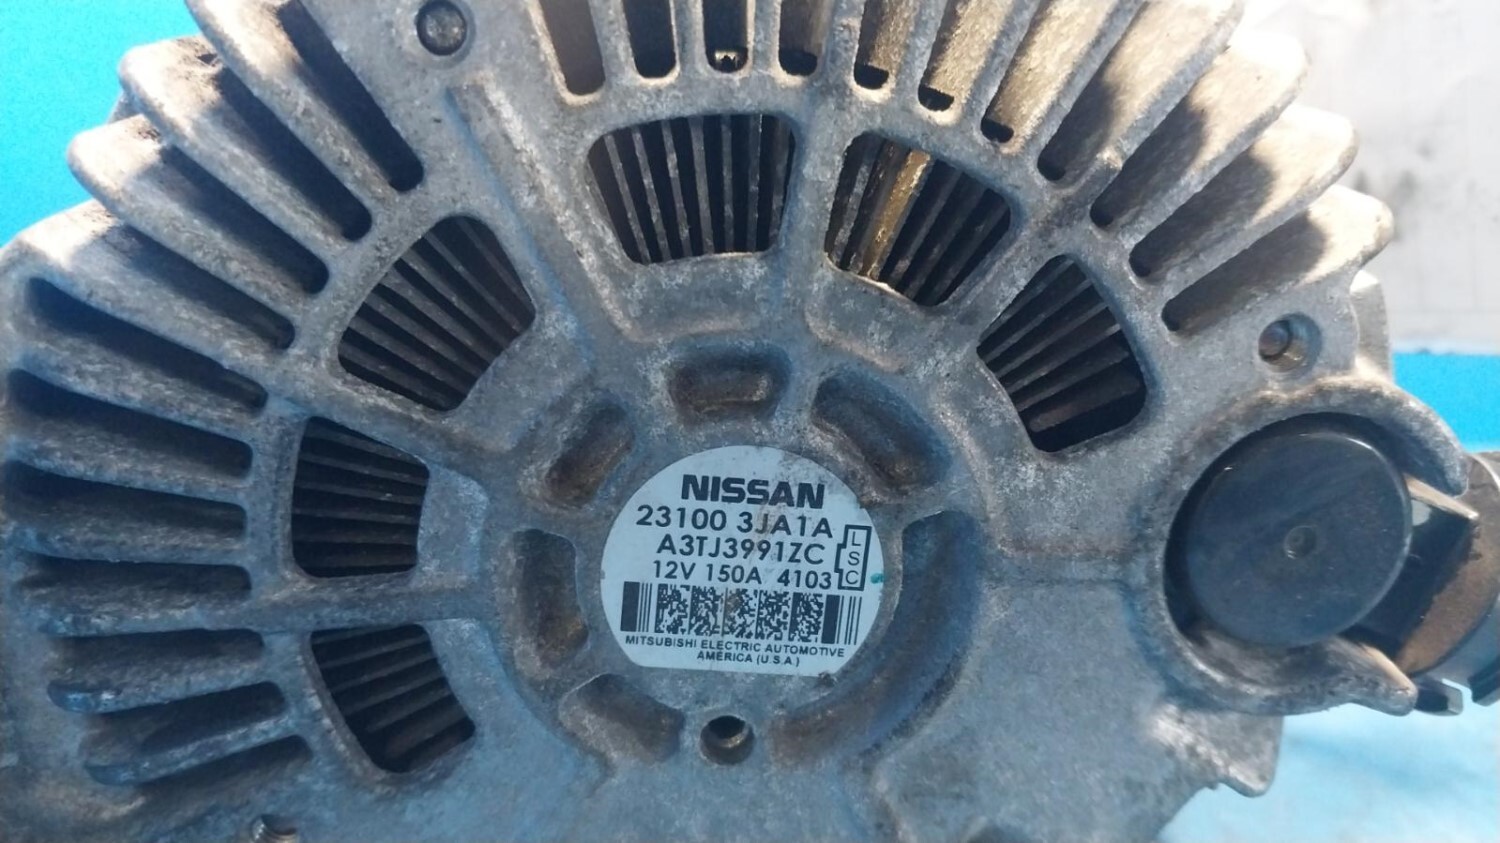 NISSAN
23100 3JA1A
A3TJ3991ZC
12V 150A 4103
LSC
MITSUBISHI ELECTRIC AUTOMOTIVE
AMERICA (U.S.A.)